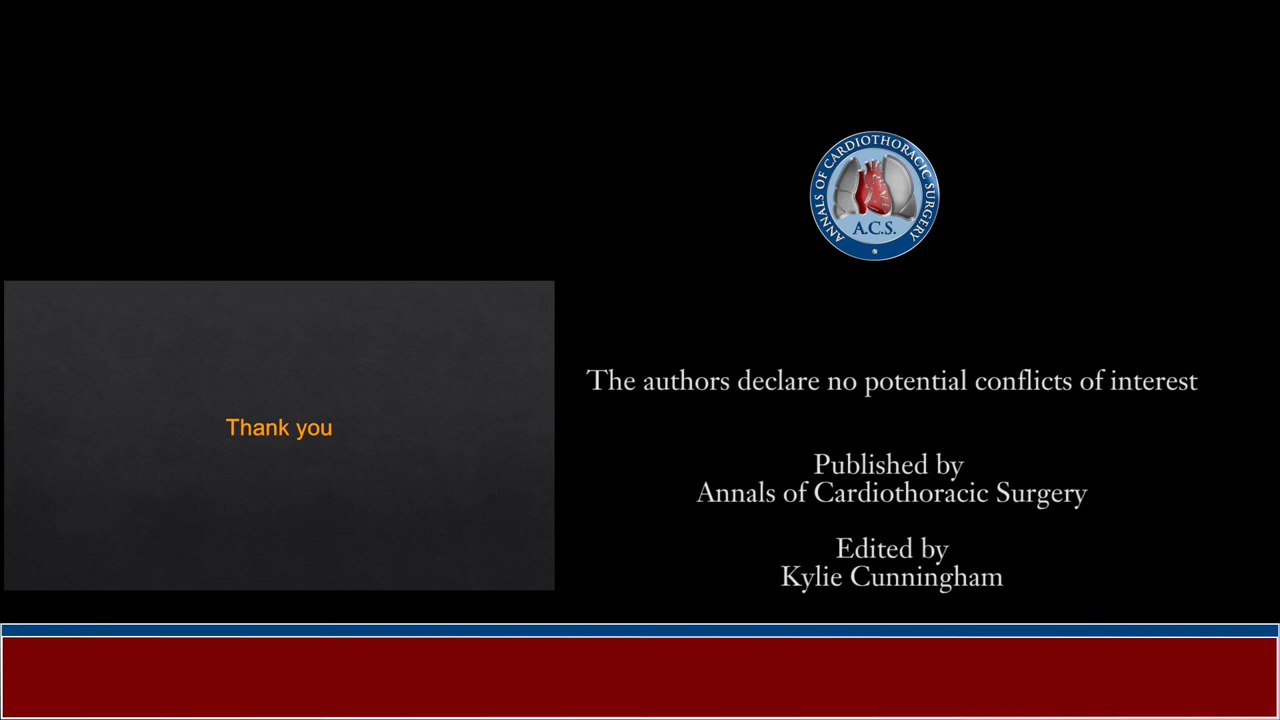 ANNALS OF CARDIOTHORACIC SURGERY
A.C.S.
Thank you
The authors declare no potential conflicts of interest
Published by
Annals of Cardiothoracic Surgery
Edited by
Kylie Cunningham